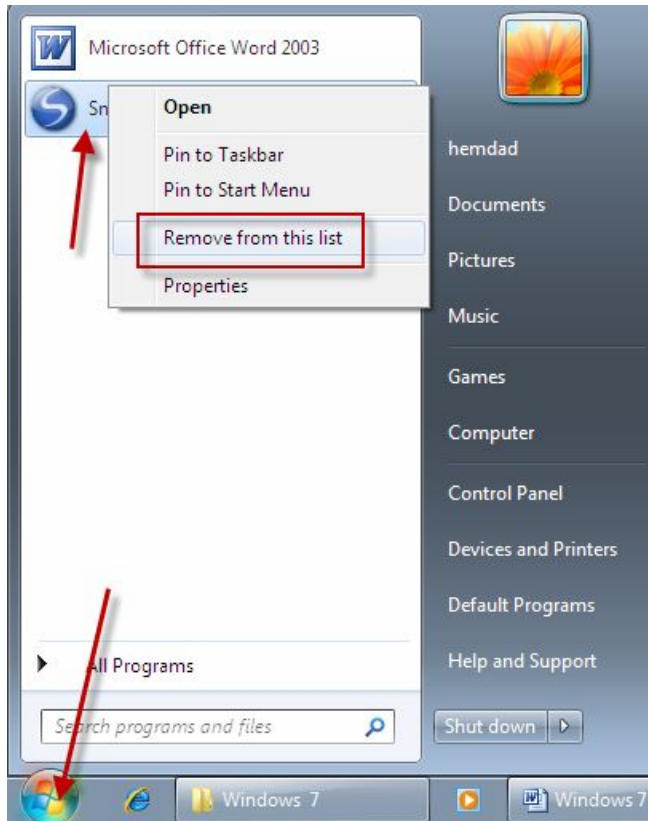 Microsoft Office Word 2003
Sn
Open
Pin to Taskbar
Pin to Start Menu
Remove from this list
Properties
All Programs
Search programs and files
hemdad
Documents
Pictures
Music
Games
Computer
Control Panel
Devices and Printers
Default Programs
Help and Support
Shut down
Windows 7
Windows 7